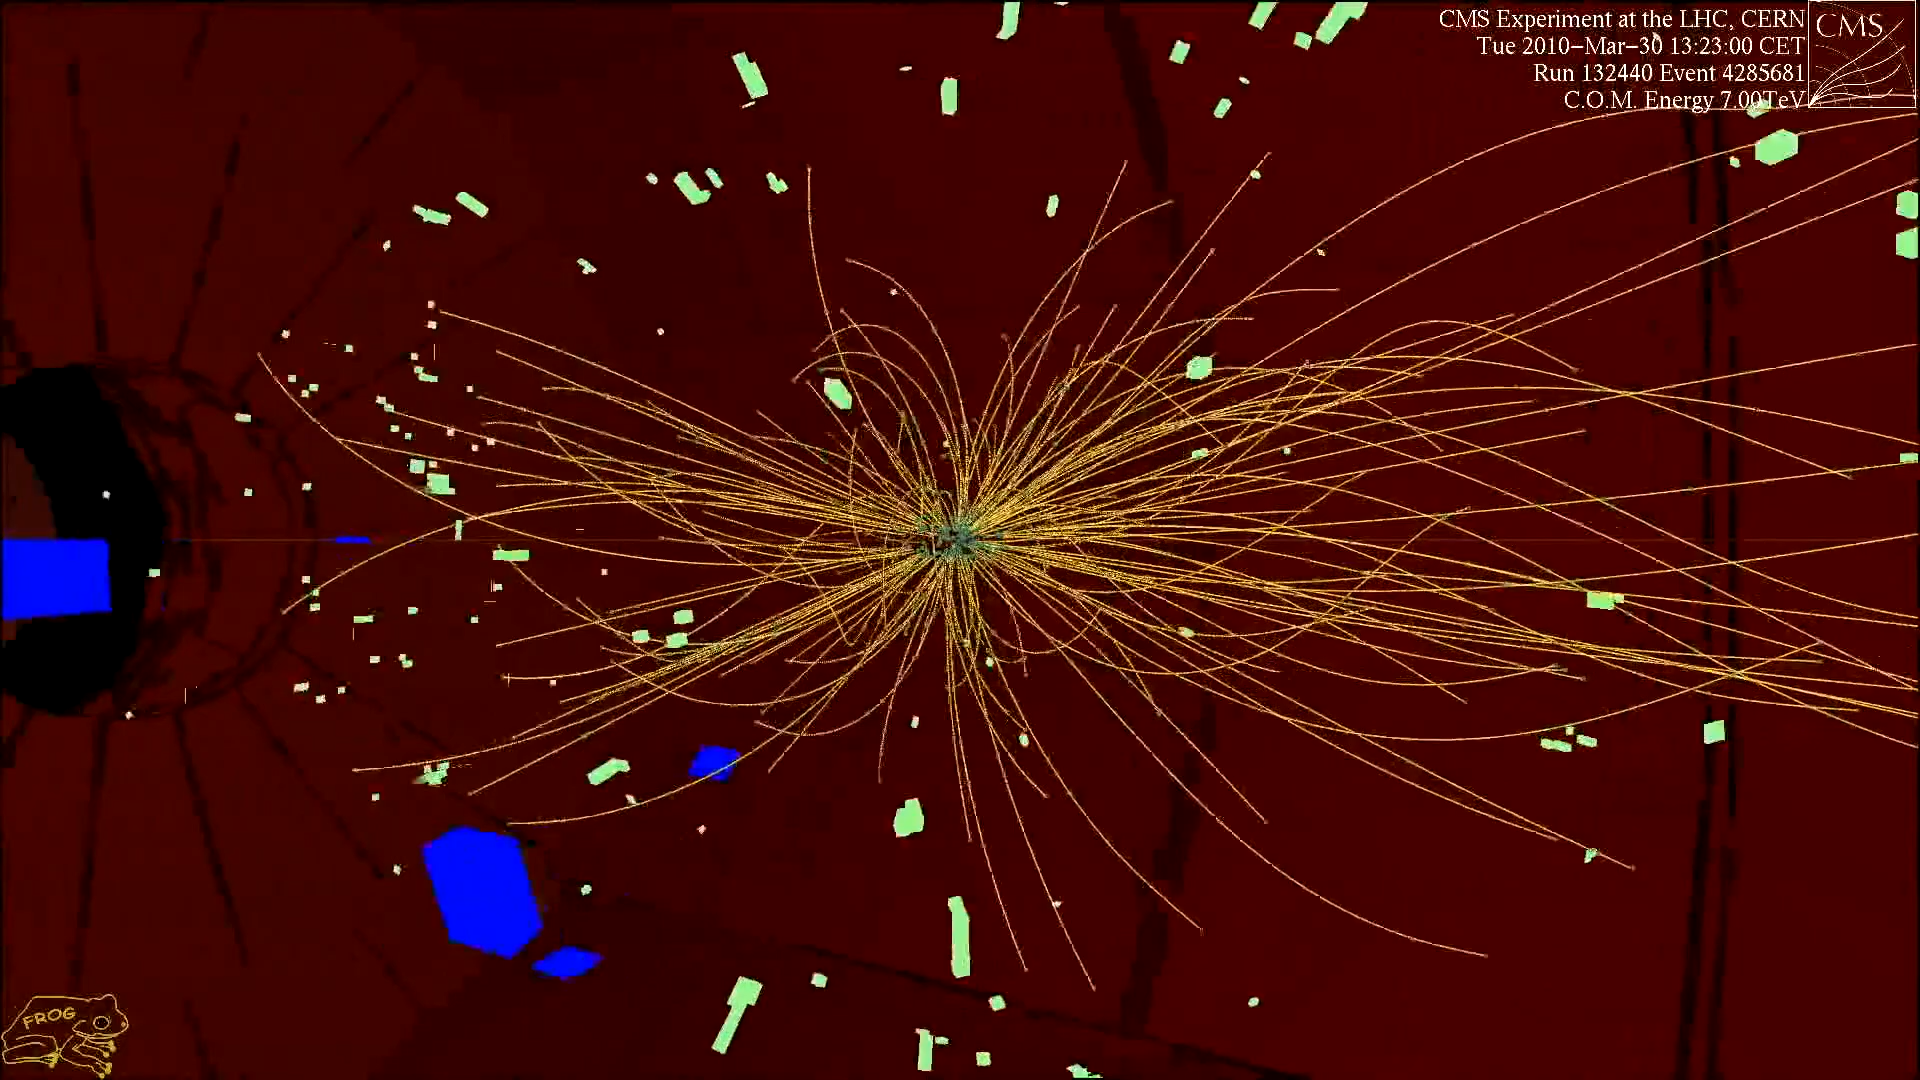 CMS Experiment at the LHC, CERN
Tue 2010-Mar-30 13:23:00 CET
Run 132440 Event 4285681
C.O.M. Energy 7.00TeV
CMS
FROG